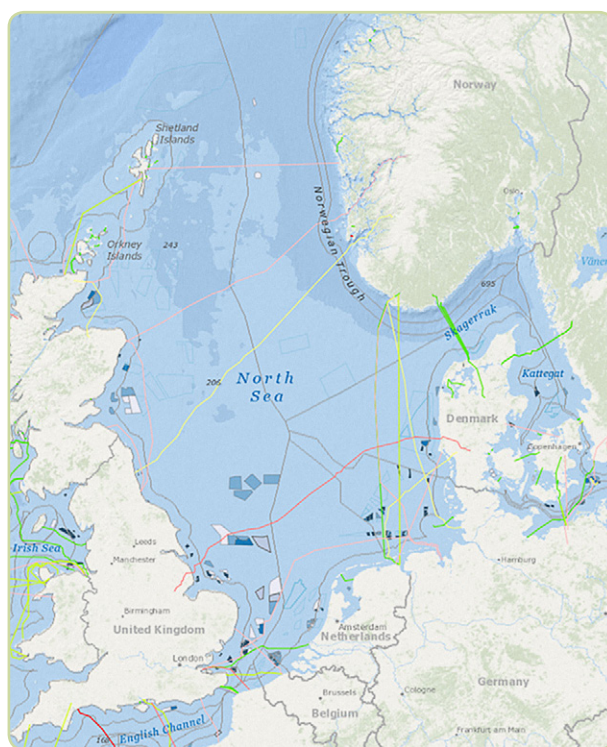 Norway
Shetland
Islands
Oslo
Norwegian Trough
Orkney
Islands
243
Väner
695
Skagerrak
Kattegat
206
North
Sea
Denmark
Leeds
Irish Sea
Manchester
Hamburg
Birmingham
United Kingdom
Amsterdam
Netherlands
London
Brussels
Cologne
Germany
Belgium
English Channel
Frankfurt am Main